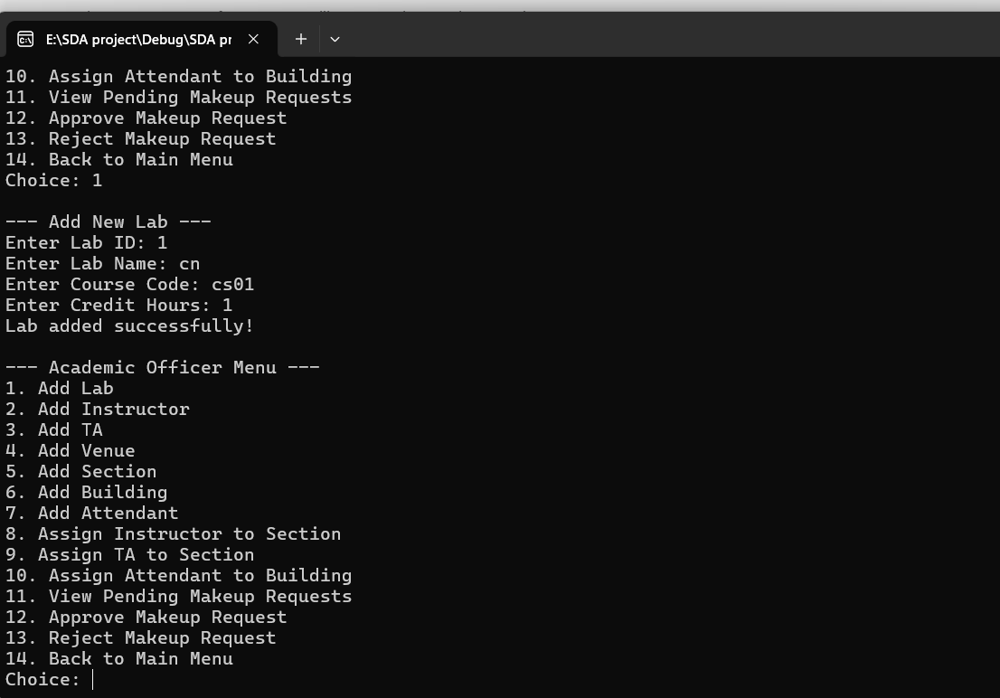 E:\SDA project\Debug\SDA pr
10. Assign Attendant to Building
11. View Pending Makeup Requests
12. Approve Makeup Request
13. Reject Makeup Request
14. Back to Main Menu
Choice: 1
--- Add New Lab ---
Enter Lab ID: 1
Enter Lab Name: cn
Enter Course Code: cs01
Enter Credit Hours: 1
Lab added successfully!
--- Academic Officer Menu ---
1. Add Lab
2. Add Instructor
3. Add TA
4. Add Venue
5. Add Section
6. Add Building
7. Add Attendant
8. Assign Instructor to Section
9. Assign TA to Section
10. Assign Attendant to Building
11. View Pending Makeup Requests
12. Approve Makeup Request
13. Reject Makeup Request
14. Back to Main Menu
Choice: